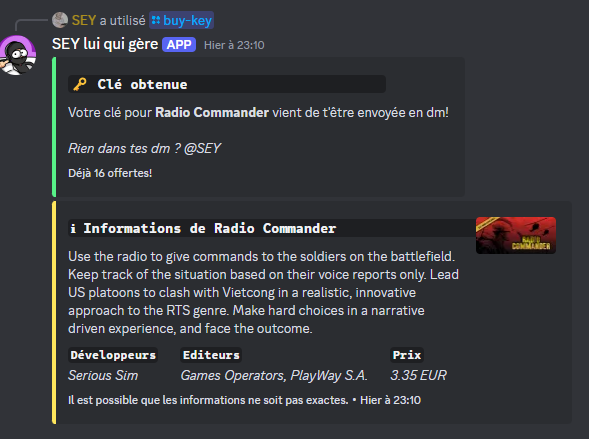 SEY a utilisé buy-key
SEY lui qui gère APP Hier à 23:10
Clé obtenue
Votre clé pour Radio Commander vient de t'être envoyée en dm!
Rien dans tes dm ? @SEY
Déjà 16 offertes!
i Informations de Radio Commander
RADIO
COMMANDER
Use the radio to give commands to the soldiers on the battlefield.
Keep track of the situation based on their voice reports only. Lead
US platoons to clash with Vietcong in a realistic, innovative
approach to the RTS genre. Make hard choices in a narrative
driven experience, and face the outcome.
Développeurs Editeurs Prix
Serious Sim Games Operators, PlayWay S.A. 3.35 EUR
Il est possible que les informations ne soit pas exactes. • Hier à 23:10